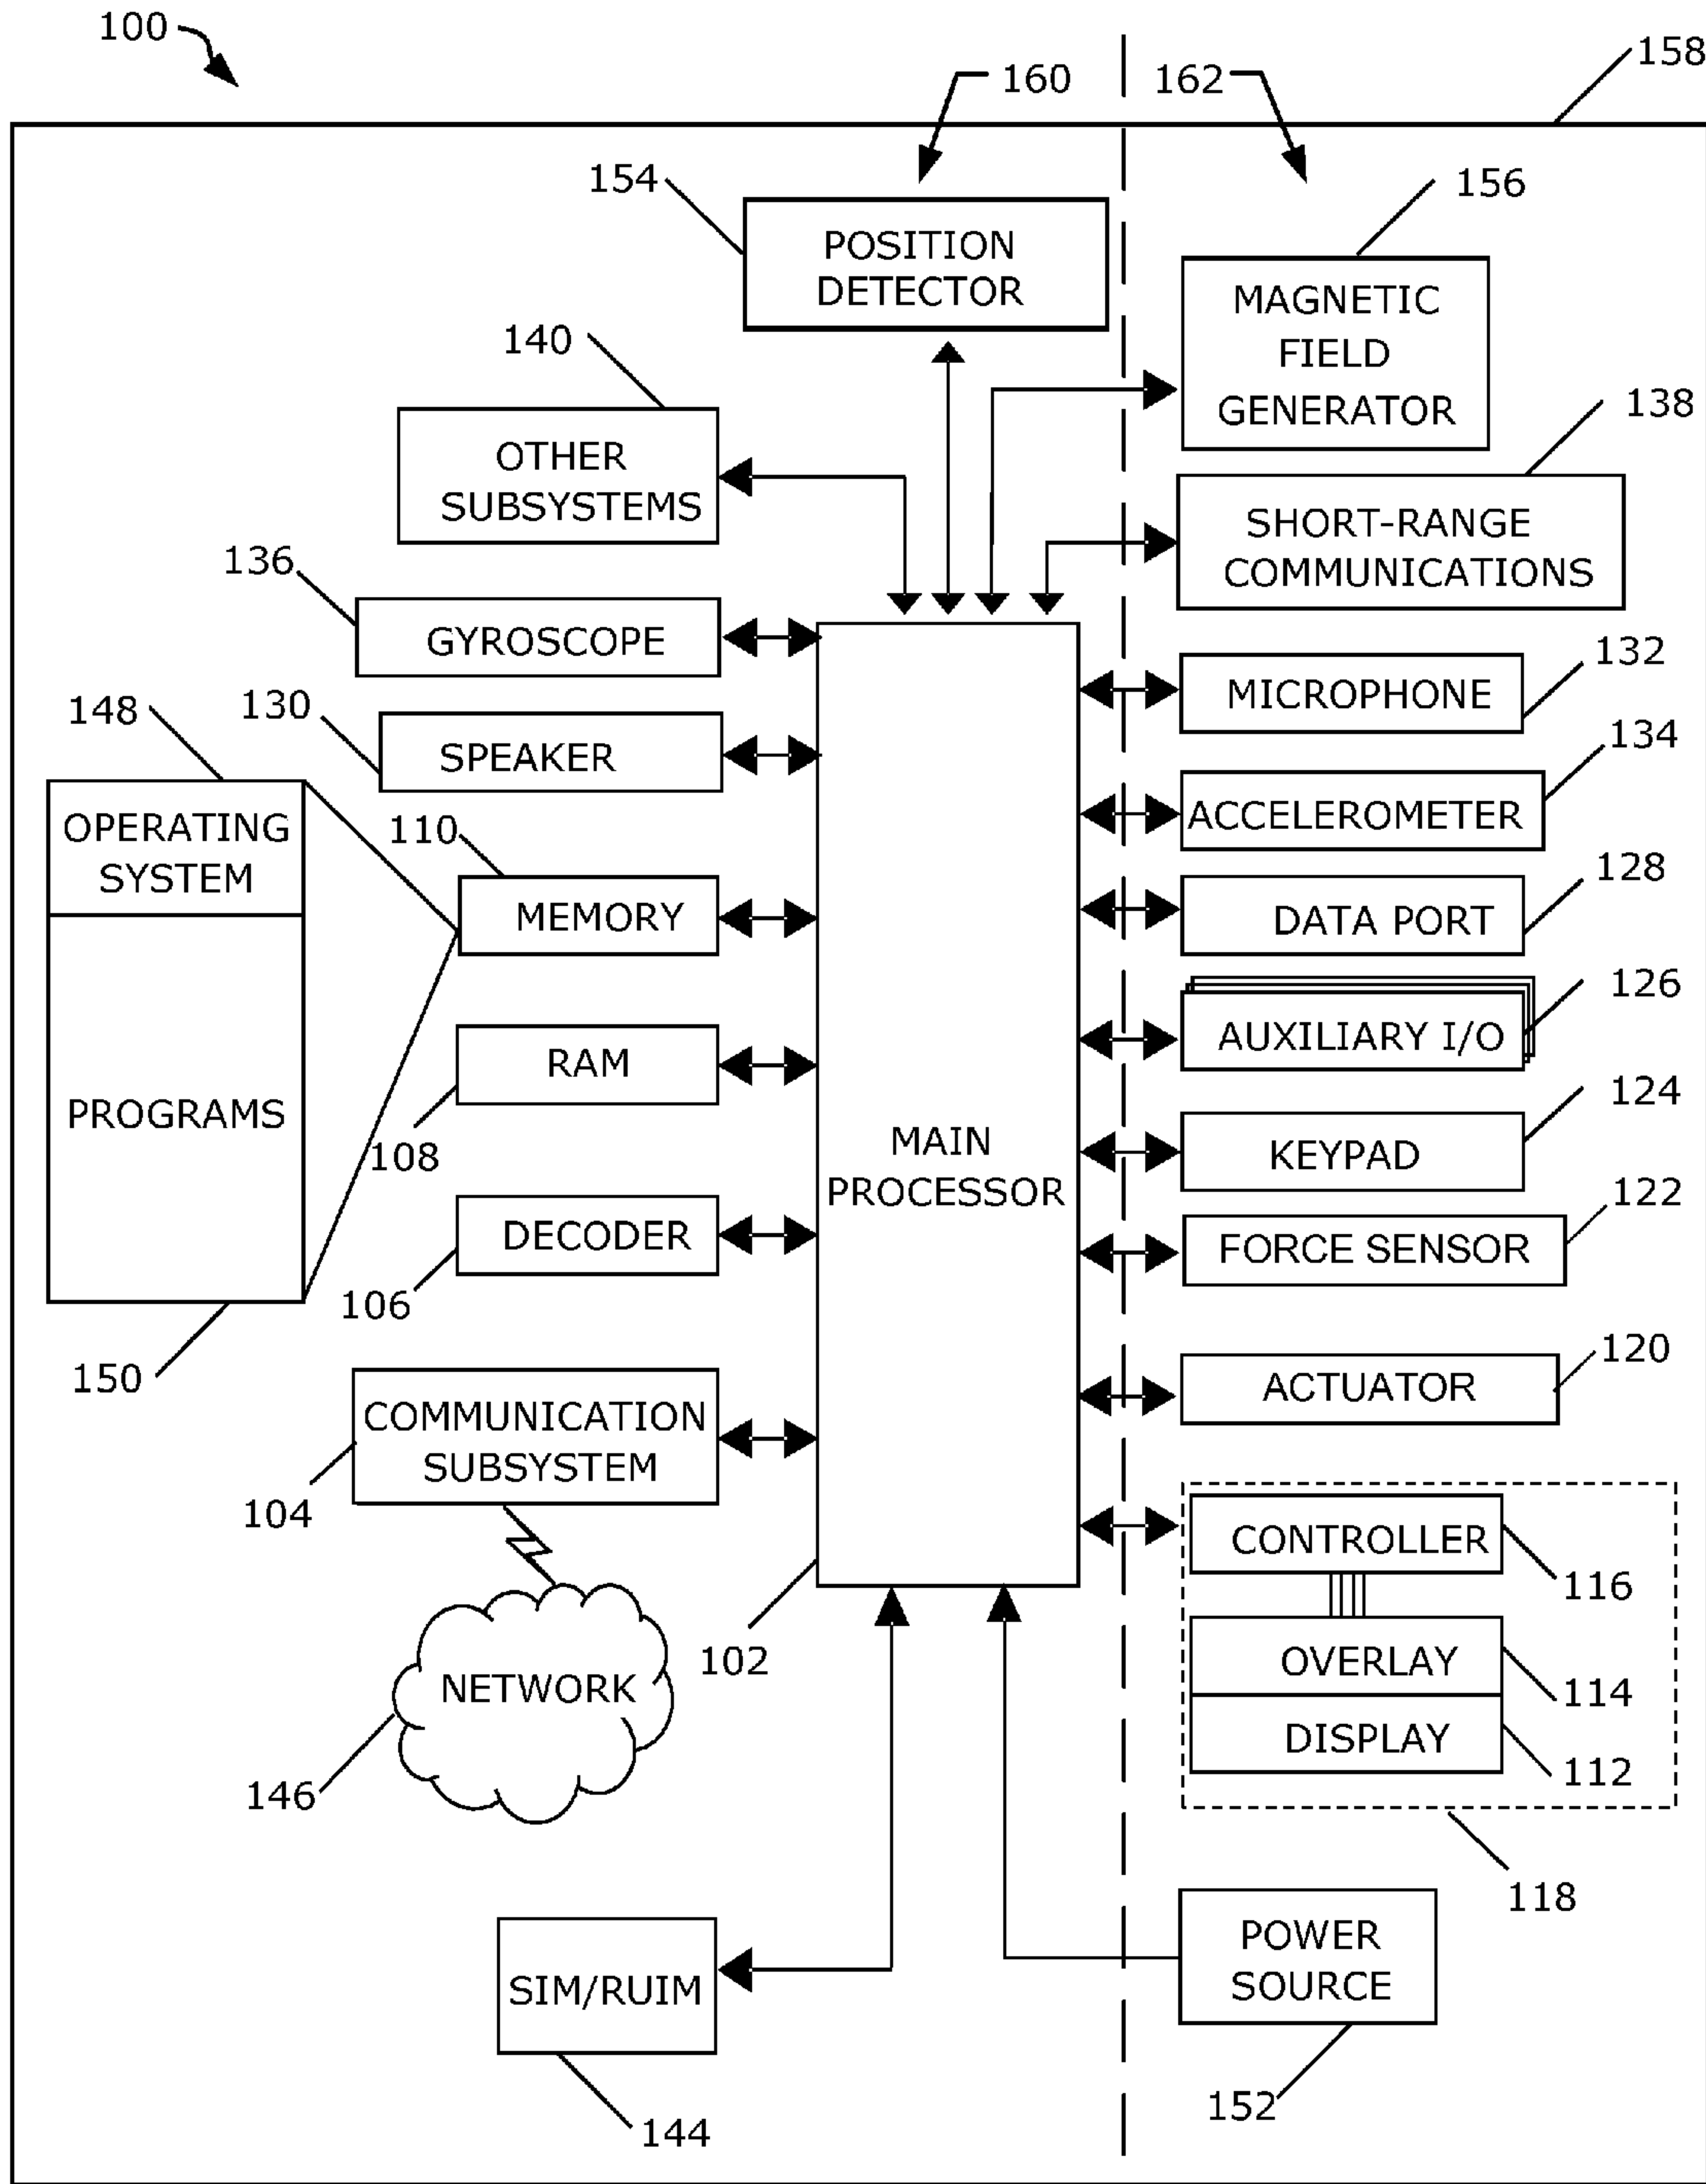 100
160
162
158
154
POSITION
DETECTOR
156
MAGNETIC
FIELD
GENERATOR
140
OTHER
SUBSYSTEMS
138
SHORT-RANGE
COMMUNICATIONS
136
GYROSCOPE
132
MICROPHONE
148
130
SPEAKER
134
ACCELEROMETER
OPERATING
SYSTEM
110
MEMORY
128
DATA PORT
126
AUXILIARY I/O
RAM
108
PROGRAMS
MAIN
PROCESSOR
124
KEYPAD
122
FORCE SENSOR
DECODER
106
150
120
ACTUATOR
COMMUNICATION
SUBSYSTEM
104
CONTROLLER
116
102
NETWORK
OVERLAY
114
DISPLAY
112
146
118
POWER
SOURCE
SIM/RUIM
152
144